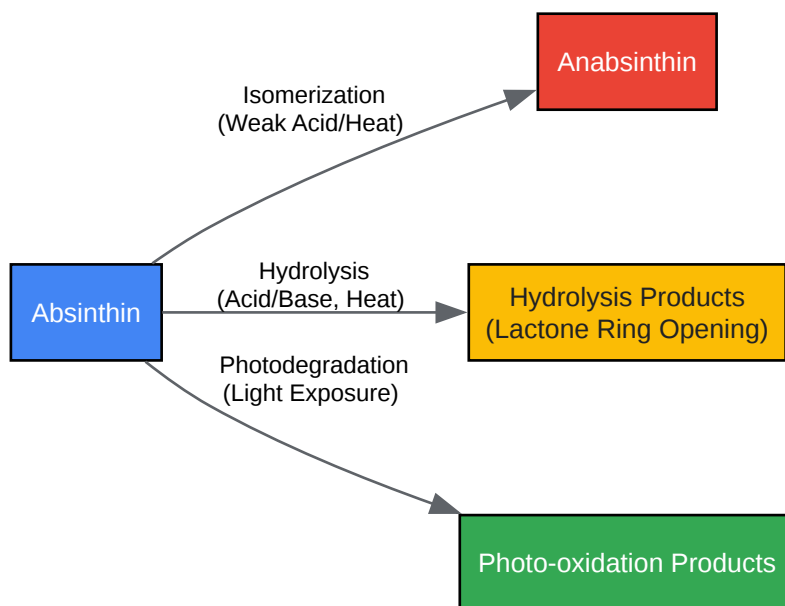 Anabsinthin
Isomerization
(Weak Acid/Heat)
Absinthin
Hydrolysis
(Acid/Base, Heat)
Hydrolysis Products
(Lactone Ring Opening)
Photodegradation
(Light Exposure)
Photo-oxidation Products